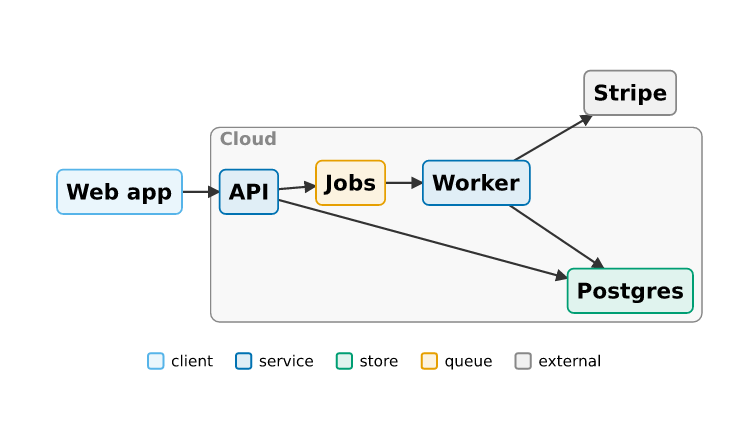 Stripe
Cloud
Web app
API
Jobs
Worker
Postgres
client
service
store
queue
external